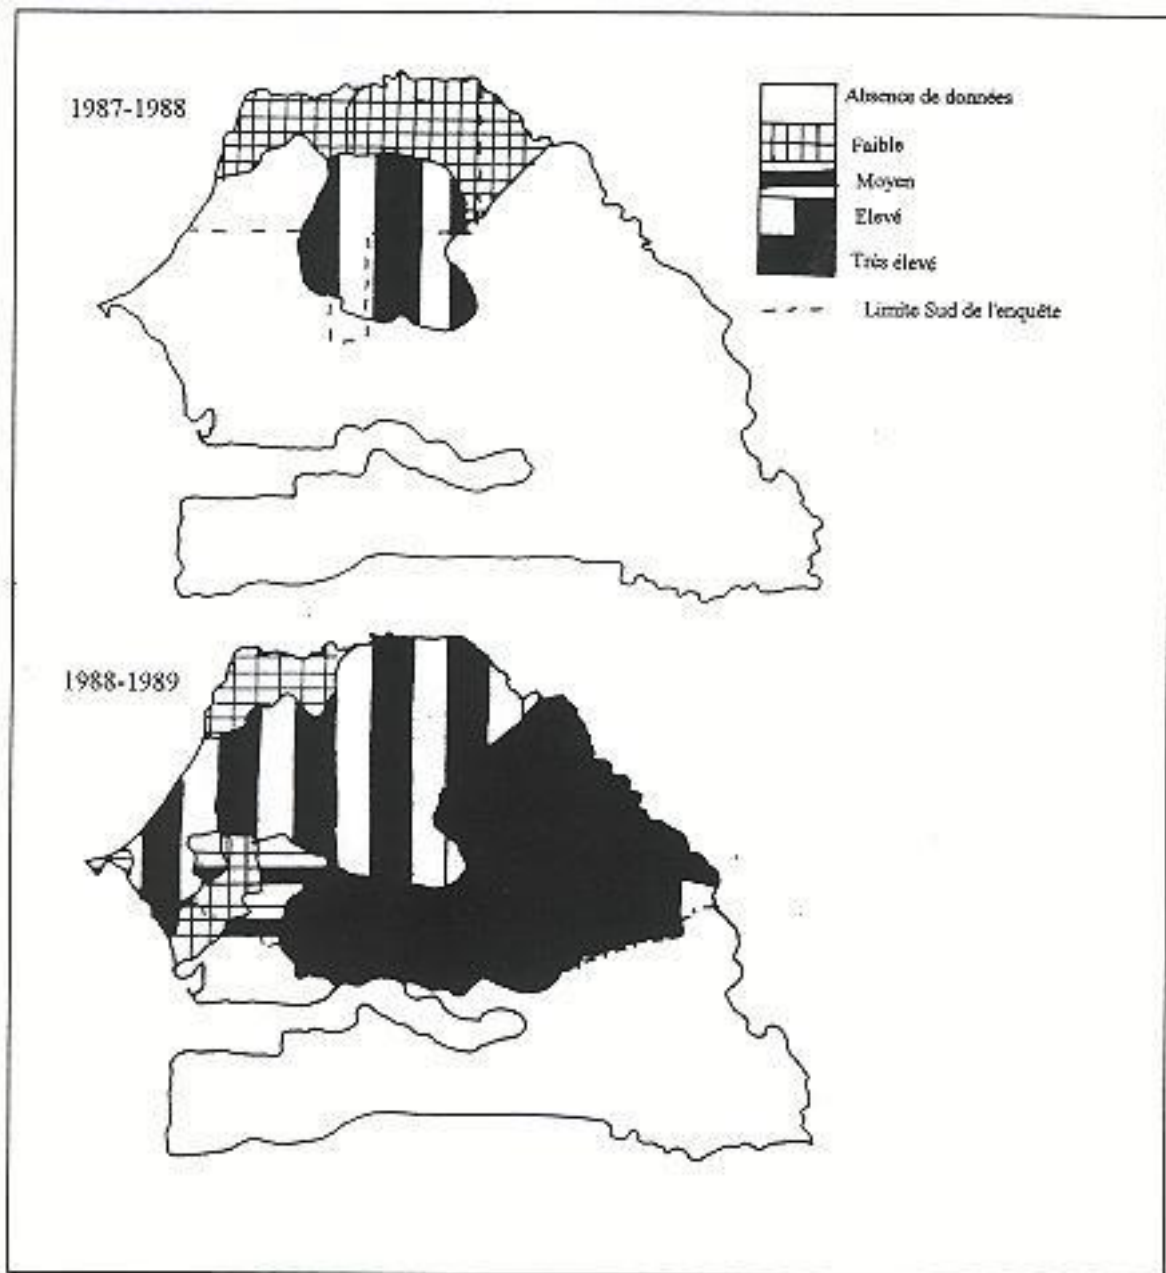 1987-1988
Absence de données
Faible
Moyen
Elevé
Très élevé
Limite Sud de l'enquête
1988-1989